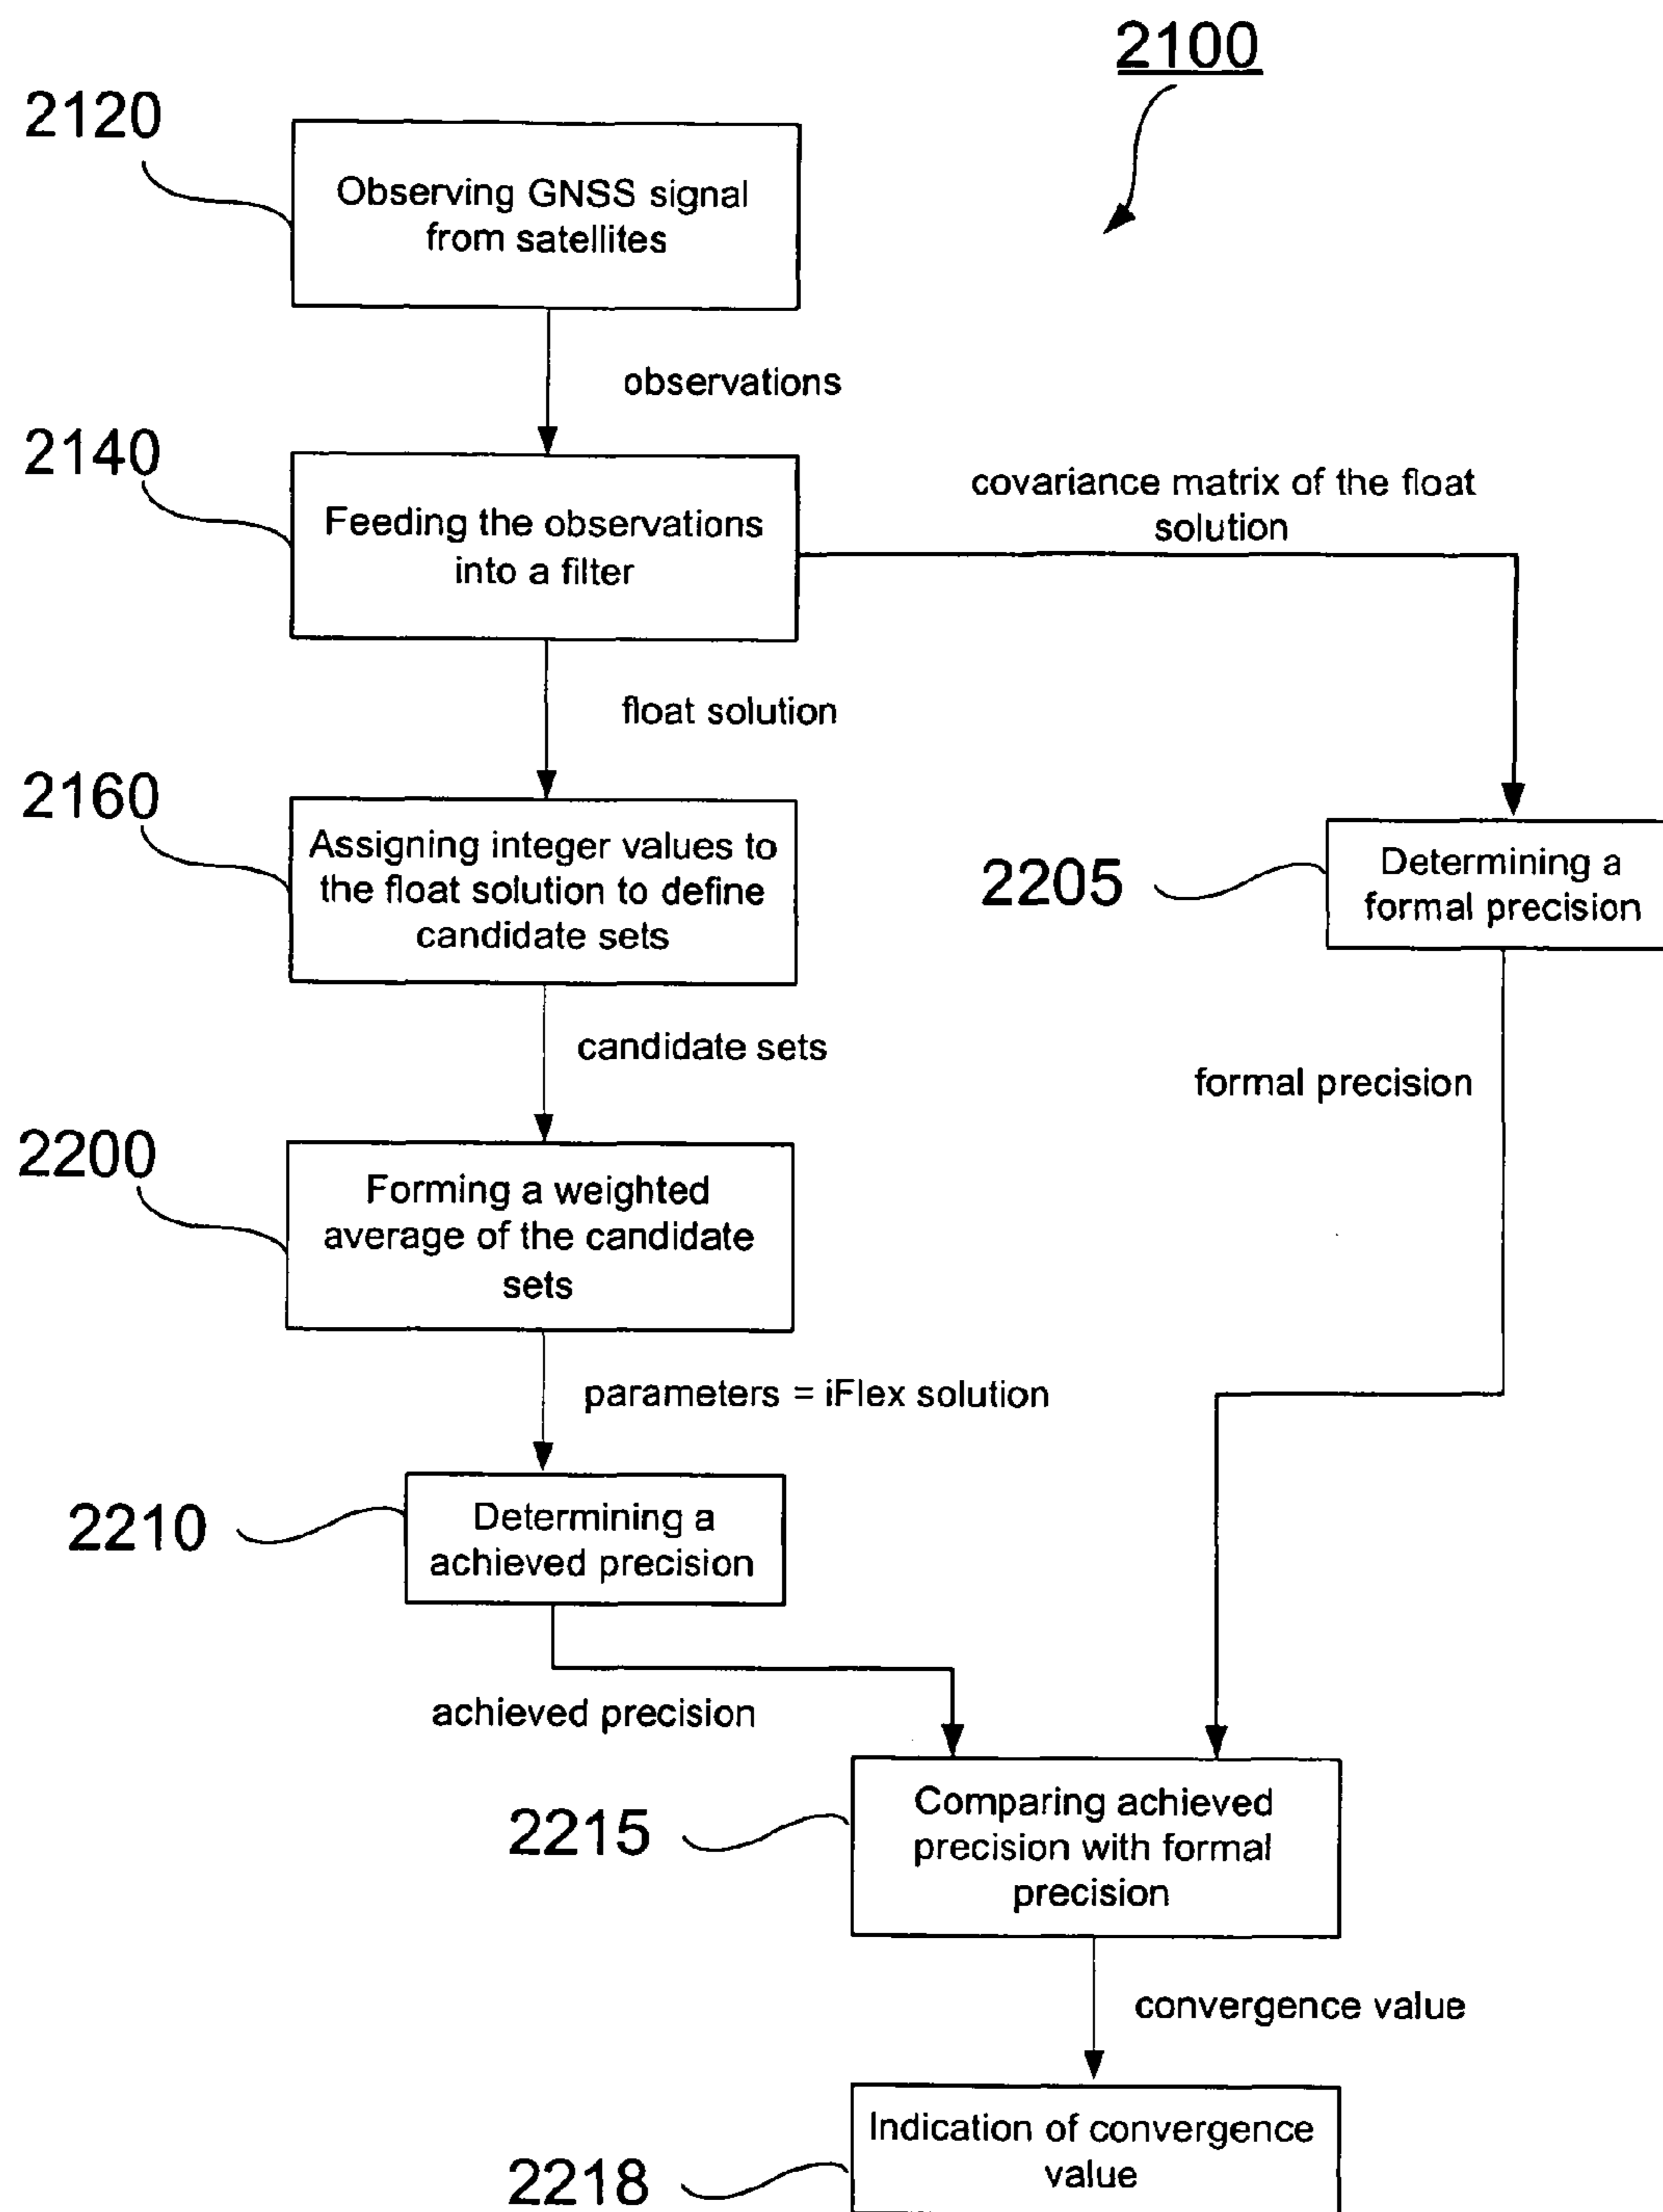 2100
2120
Observing GNSS signal
from satellites
observations
2140
Feeding the observations
into a filter
covariance matrix of the float
solution
float solution
2160
Assigning integer values to
the float solution to define
candidate sets
2205
Determining a
formal precision
candidate sets
formal precision
2200
Forming a weighted
average of the candidate
sets
parameters = iFlex solution
2210
Determining a
achieved precision
achieved precision
2215
Comparing achieved
precision with formal
precision
convergence value
2218
Indication of convergence
value